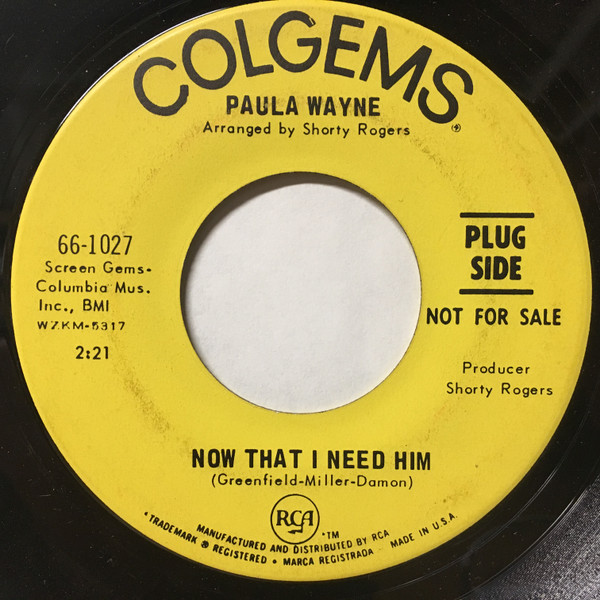 COLGEMS
PAULA WAYNE
Arranged by Shorty Rogers
66-1027
Screen Gems-
Columbia Mus.
Inc., BMI
WZKM-5317
2:21
PLUG
SIDE
NOT FOR SALE
Producer
Shorty Rogers
NOW THAT I NEED HIM
(Greenfield-Miller-Damon)
RCA
*TM
MANUFACTURED AND DISTRIBUTED BY RCA
*TRADEMARK ® REGISTERED • MARCA REGISTRADA - MADE IN U.S.A.